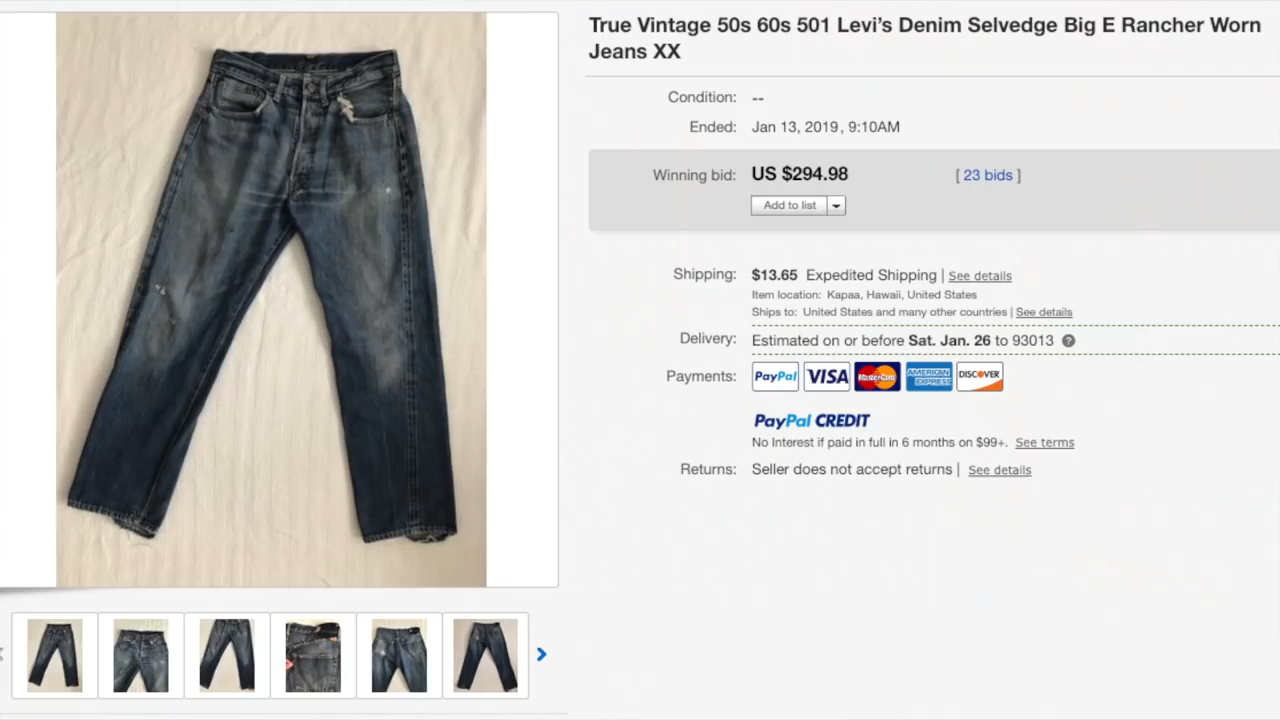 True Vintage 50s 60s 501 Levi's Denim Selvedge Big E Rancher Worn
Jeans XX
Condition: --
Ended: Jan 13, 2019 , 9:10AM
Winning bid: US $294.98 [ 23 bids ]
Add to list
Shipping: $13.65 Expedited Shipping | See details
Item location: Kapaa, Hawaii, United States
Ships to: United States and many other countries | See details
Delivery: Estimated on or before Sat. Jan. 26 to 93013 ?
Payments: PayPal VISA MasterCard AMERICAN EXPRESS DISCOVER
PayPal CREDIT
No Interest if paid in full in 6 months on $99+. See terms
Returns: Seller does not accept returns | See details